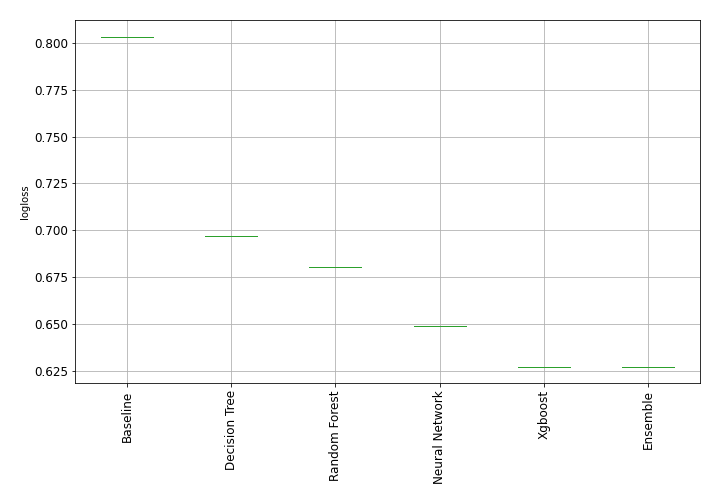 0.800
0.775
0.750
0.725
0.700
0.675
0.650
0.625
logloss
Baseline
Decision Tree
Random Forest
Neural Network
Xgboost
Ensemble